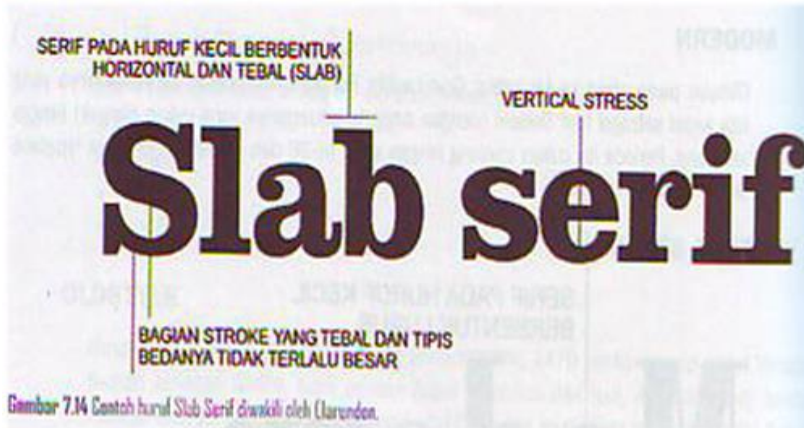 SERIF PADA HURUF KECIL BERBENTUK
HORIZONTAL DAN TEBAL (SLAB)
VERTICAL STRESS
Slab serif
BAGIAN STROKE YANG TEBAL DAN TIPIS
BEDANYA TIDAK TERLALU BESAR
Gambar 7.14 Contoh huruf Slab Serif diwakili oleh Clarendon.
MODERN
SERIF PADA HURUF KECIL